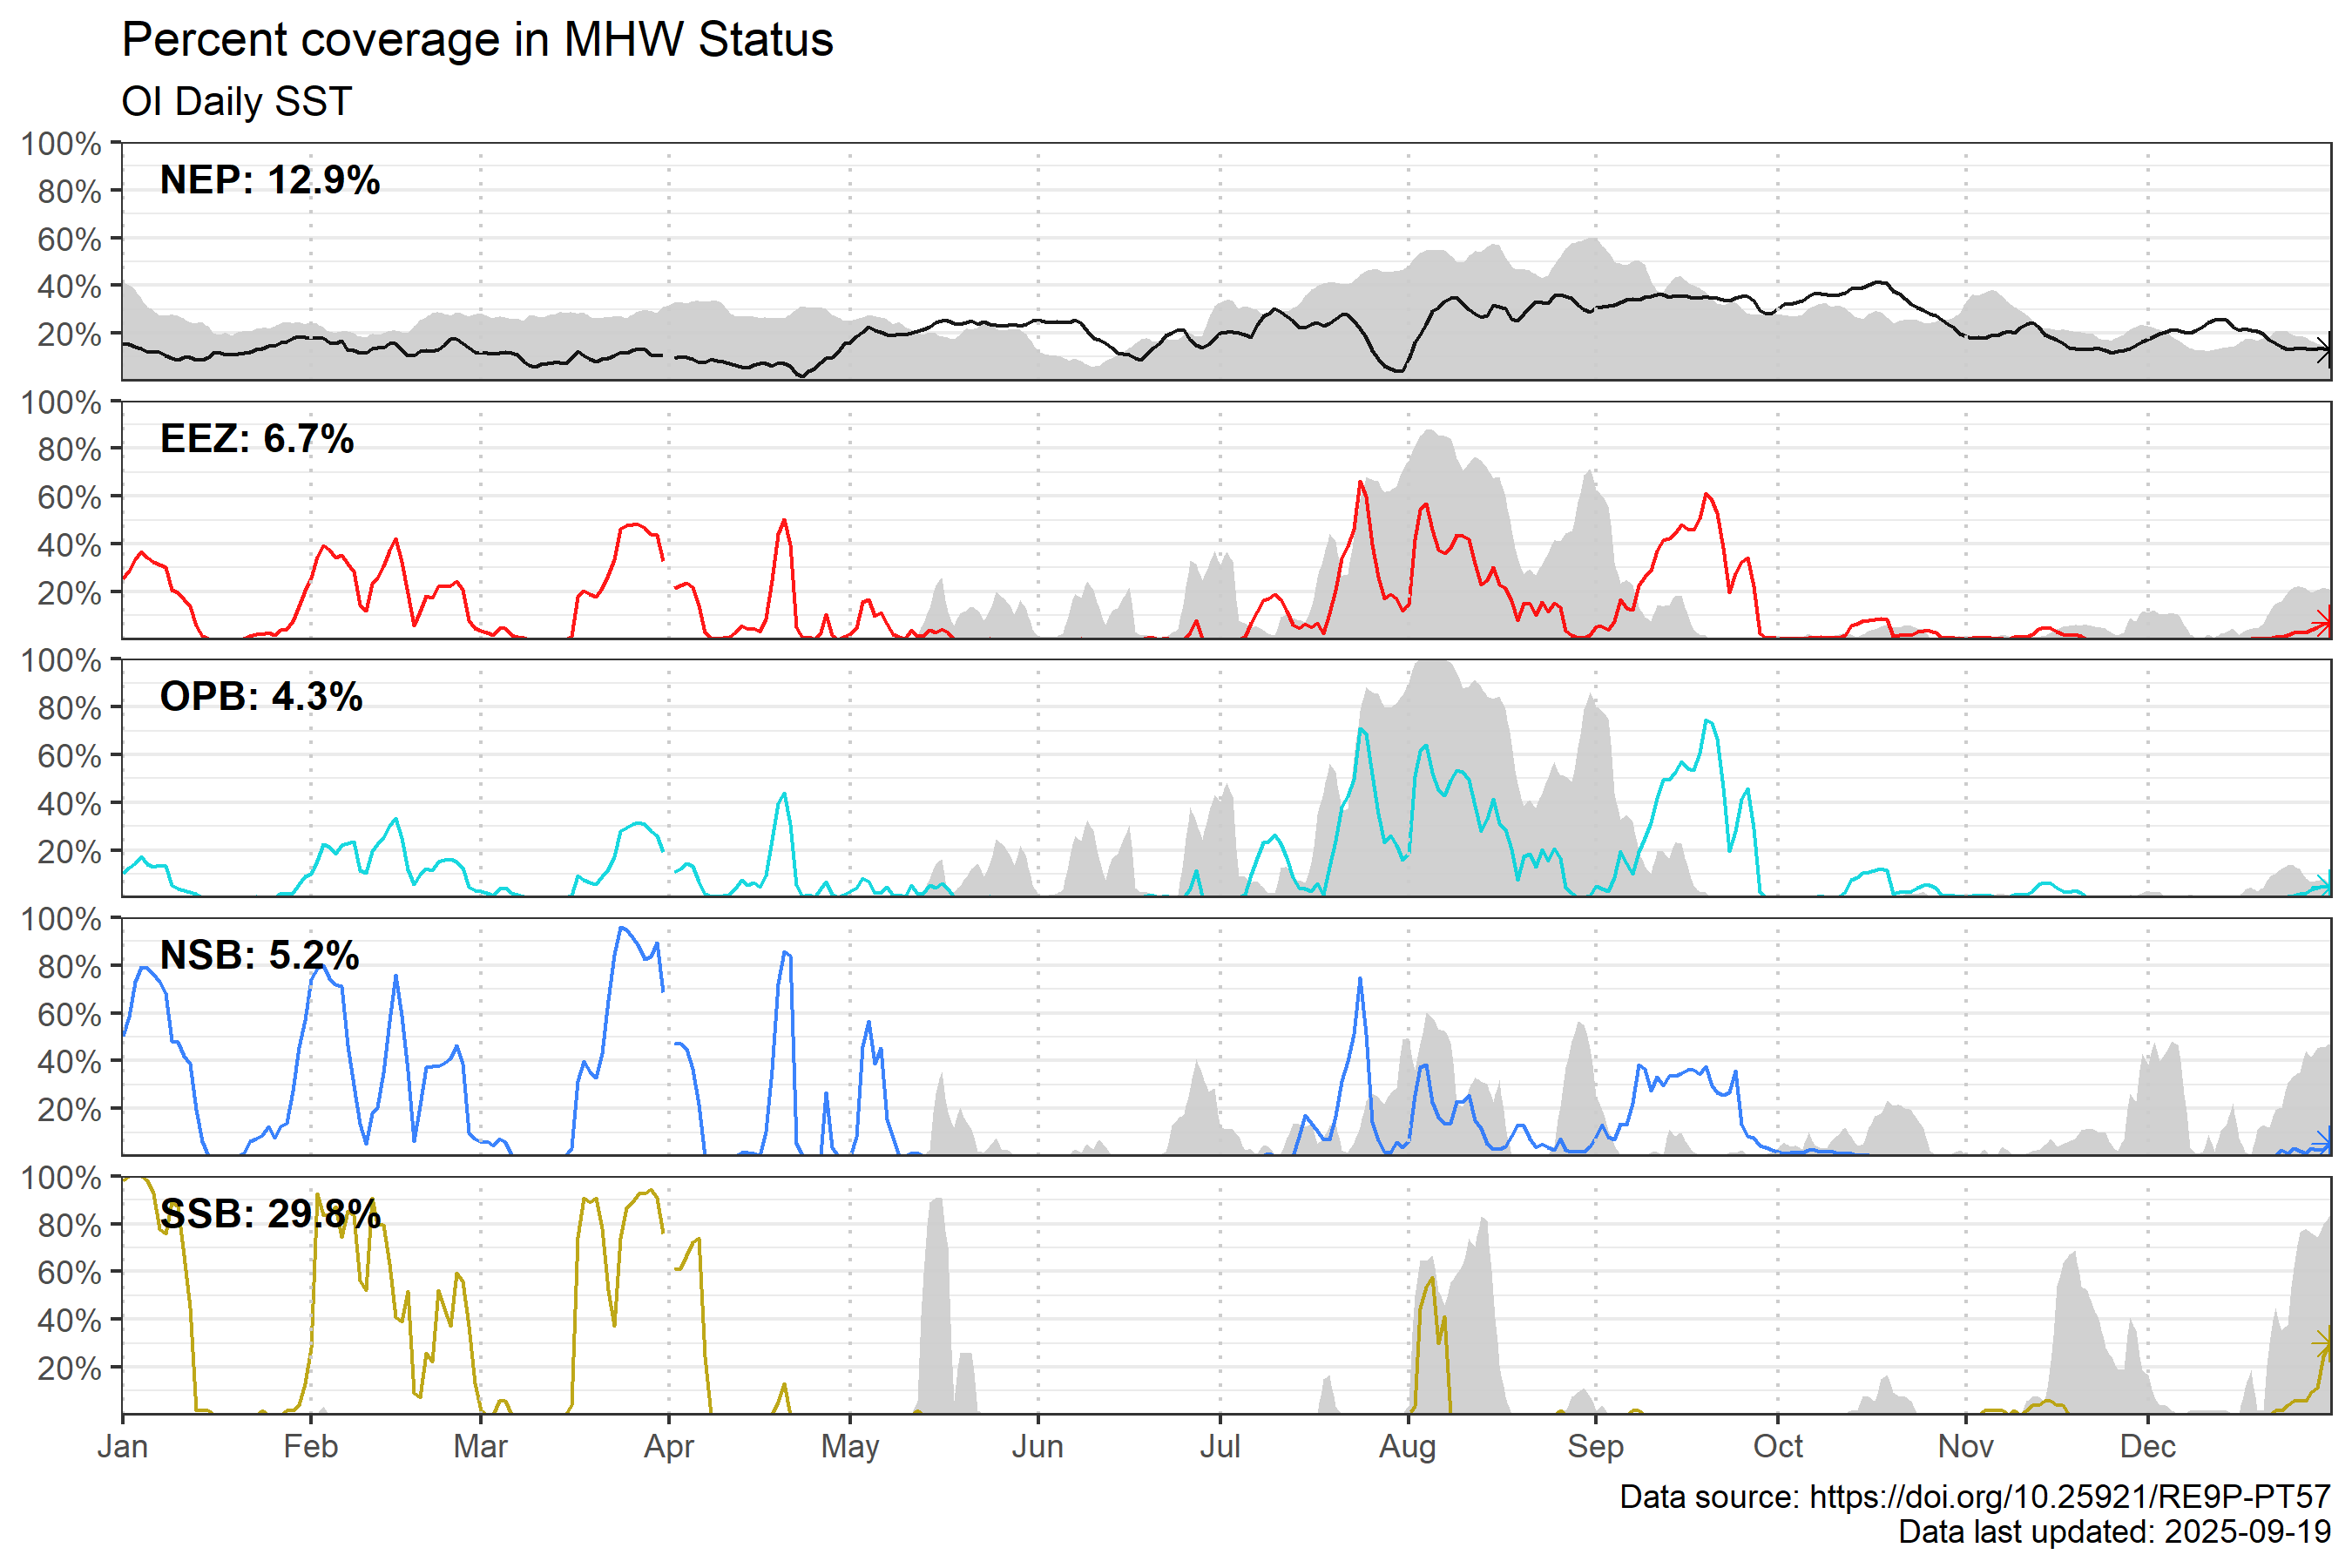 Percent coverage in MHW Status
OI Daily SST
100%
80%
60%
40%
20%
NEP: 12.9%
100%
80%
60%
40%
20%
EEZ: 6.7%
100%
80%
60%
40%
20%
OPB: 4.3%
100%
80%
60%
40%
20%
NSB: 5.2%
100%
80%
60%
40%
20%
SSB: 29.8%
Jan Feb Mar Apr May Jun Jul Aug Sep Oct Nov Dec
Data source: https://doi.org/10.25921/RE9P-PT57
Data last updated: 2025-09-19